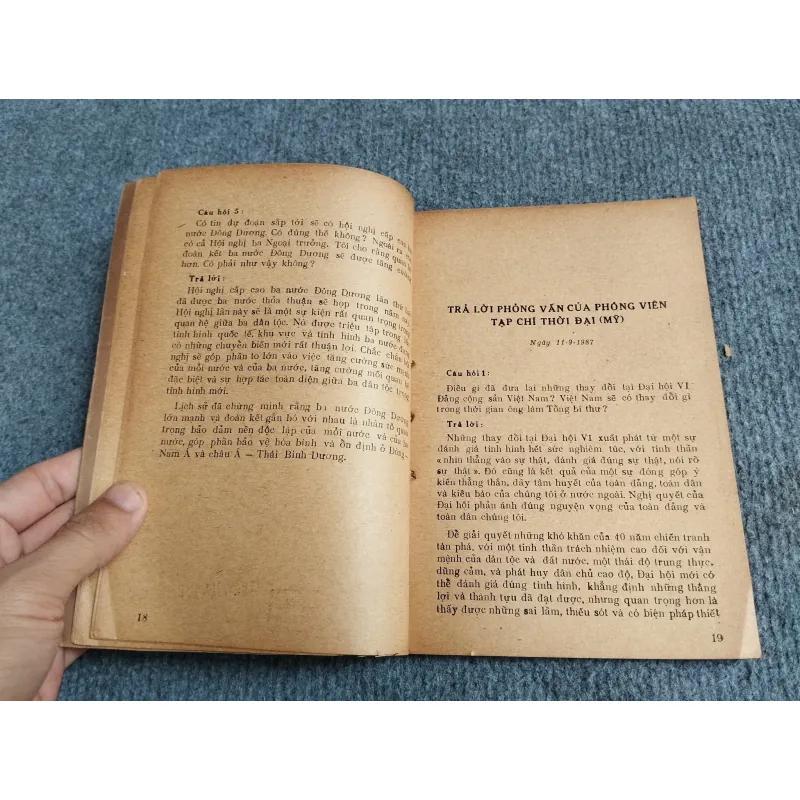 Câu hỏi 5 :
Có tin dự đoán sắp tới sẽ có hội nghị cấp cao ba
nước Đông Dương. Có đúng thế không? Ngoài ra
có cả Hội nghị ba Ngoại trưởng. Tôi cho rằng quan hệ
đoàn kết ba nước Đông Dương sẽ được tăng cường
hơn. Có phải như vậy không?
Trả lời :
Hội nghị cấp cao ba nước Đông Dương lần thứ
đã được ba nước thỏa thuận sẽ họp trong năm
Hội nghị lần này sẽ là một sự kiện rất quan trọng trong
quan hệ giữa ba dân tộc. Nó được triệu tập trong
tình hình quốc tế, khu vực và tình hình ba nước đang
có những chuyển biến mới rất thuận lợi. Chắc chắn
nghị sẽ góp phần to lớn vào việc tăng cường sức mạnh
của mỗi nước và của ba nước, tăng cường mối quan hệ
đặc biệt và sự hợp tác toàn diện giữa ba dân tộc trong
tình hình mới.
Lịch sử đã chứng minh rằng ba nước Đông Dương
lớn mạnh và đoàn kết gắn bó với nhau là nhân tố quan
trọng bảo đảm nền độc lập của mỗi nước và của ba
nước, góp phần bảo vệ hòa bình và ổn định ở Đông –
Nam Á và châu Á – Thái Bình Dương.
18
TRẢ LỜI PHỎNG VẤN CỦA PHÓNG VIÊN
TẠP CHÍ THỜI ĐẠI (MỸ)
Ngày 11-9-1987
Câu hỏi 1 :
Điều gì đã đưa lại những thay đổi tại Đại hội VI
Đảng cộng sản Việt Nam? Việt Nam sẽ có thay đổi gì
trong thời gian ông làm Tổng bí thư?
Trả lời :
Những thay đổi tại Đại hội VI xuất phát từ một sự
đánh giá tình hình hết sức nghiêm túc, với tinh thần
« nhìn thẳng vào sự thật, đánh giá đúng sự thật, nói rõ
sự thật ». Đó cũng là kết quả của một sự đóng góp ý
kiến thẳng thắn, đầy tâm huyết của toàn đảng, toàn dân
và kiều bào của chúng tôi ở nước ngoài. Nghị quyết của
Đại hội phản ánh đúng nguyện vọng của toàn đảng và
toàn dân chúng tôi.
Để giải quyết những khó khăn của 40 năm chiến tranh
tàn phá, với một tinh thần trách nhiệm cao đối với vận
mệnh của dân tộc và đất nước, một thái độ trung thực,
dũng cảm, và phát huy dân chủ cao độ, Đại hội mới có
thể đánh giá đúng tình hình, khẳng định những thắng
lợi và thành tựu đã đạt được, nhưng quan trọng hơn là
thấy được những sai lầm, thiếu sót và có biện pháp thiết
19